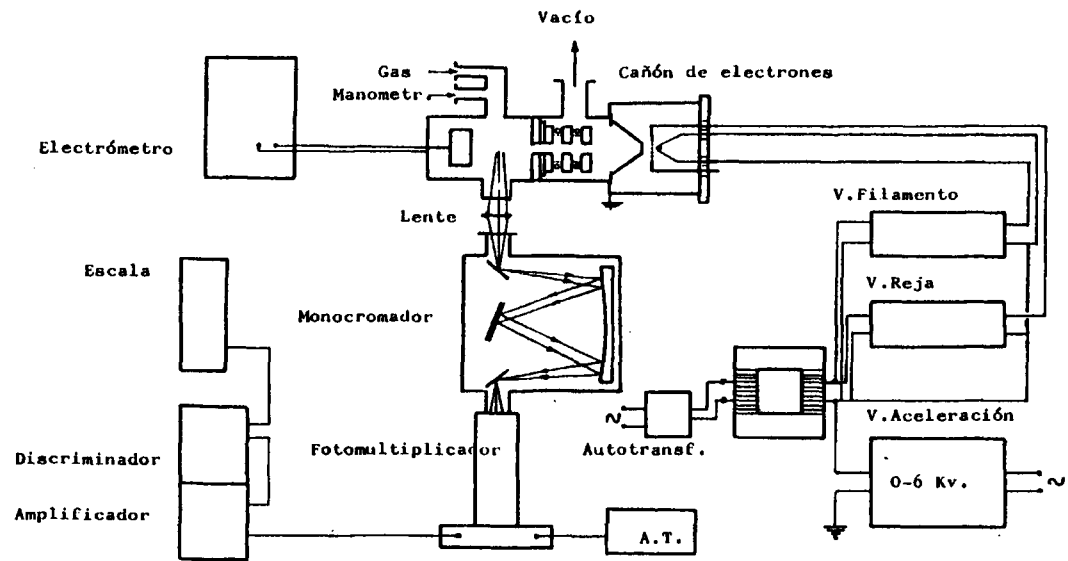 Vacío
Gas
Cañón de electrones
Manometr
Electrómetro
V.Filamento
Lente
Escala
V.Reja
Monocromador
V.Aceleración
Fotomultiplicador
Autotransf.
Discriminador
O-6 Kv.
Amplificador
A.T.